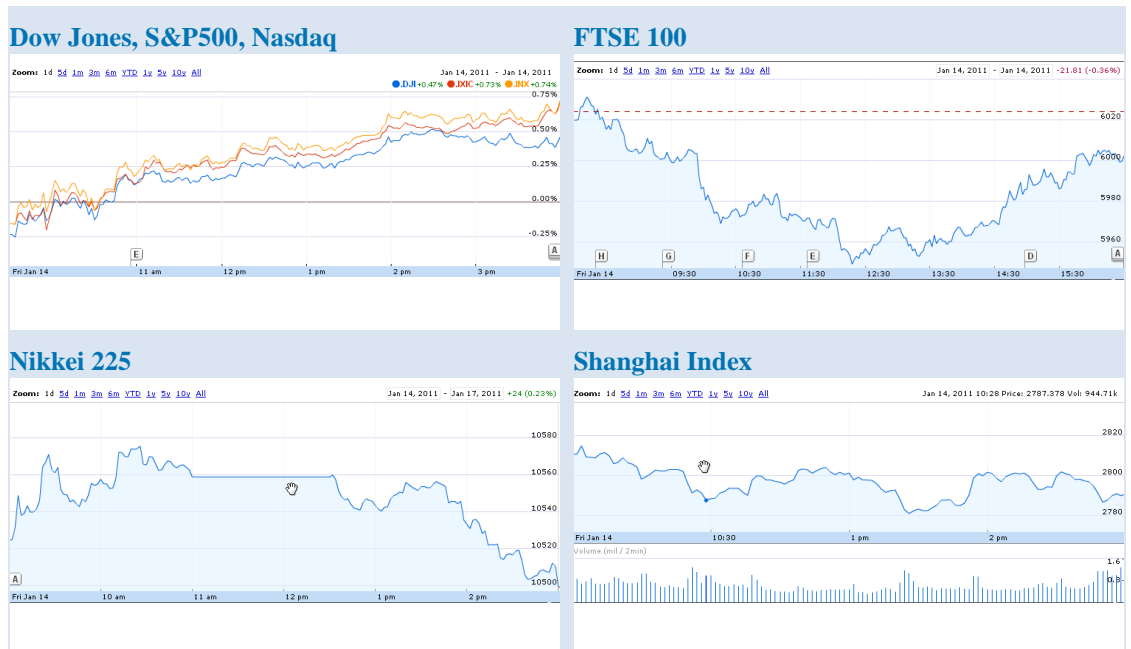 Dow Jones, S&P500, Nasdaq
Zoom: 1d 5d 1m 3m 6m YTD 1y 5y 10y All
Jan 14, 2011 - Jan 14, 2011
.DJI +0.47% .IXIC +0.73% .INX +0.74%
0.75%
0.50%
0.25%
0.00%
-0.25%
E
A
Fri Jan 14 11 am 12 pm 1 pm 2 pm 3 pm
FTSE 100
Zoom: 1d 5d 1m 3m 6m YTD 1y 5y 10y All
Jan 14, 2011 - Jan 14, 2011 -21.81 (-0.36%)
6020
6000
5980
5960
H G F E D A
Fri Jan 14 09:30 10:30 11:30 12:30 13:30 14:30 15:30
Nikkei 225
Zoom: 1d 5d 1m 3m 6m YTD 1y 5y 10y All
Jan 14, 2011 - Jan 17, 2011 +24 (0.23%)
10580
10560
10540
10520
10500
A
Fri Jan 14 10 am 11 am 12 pm 1 pm 2 pm
Shanghai Index
Zoom: 1d 5d 1m 3m 6m YTD 1y 5y 10y All
Jan 14, 2011 10:28 Price: 2787.378 Vol: 944.71k
2820
2800
2780
Fri Jan 14 10:30 1 pm 2 pm
Volume (mil / 2min)
1.6
0.8